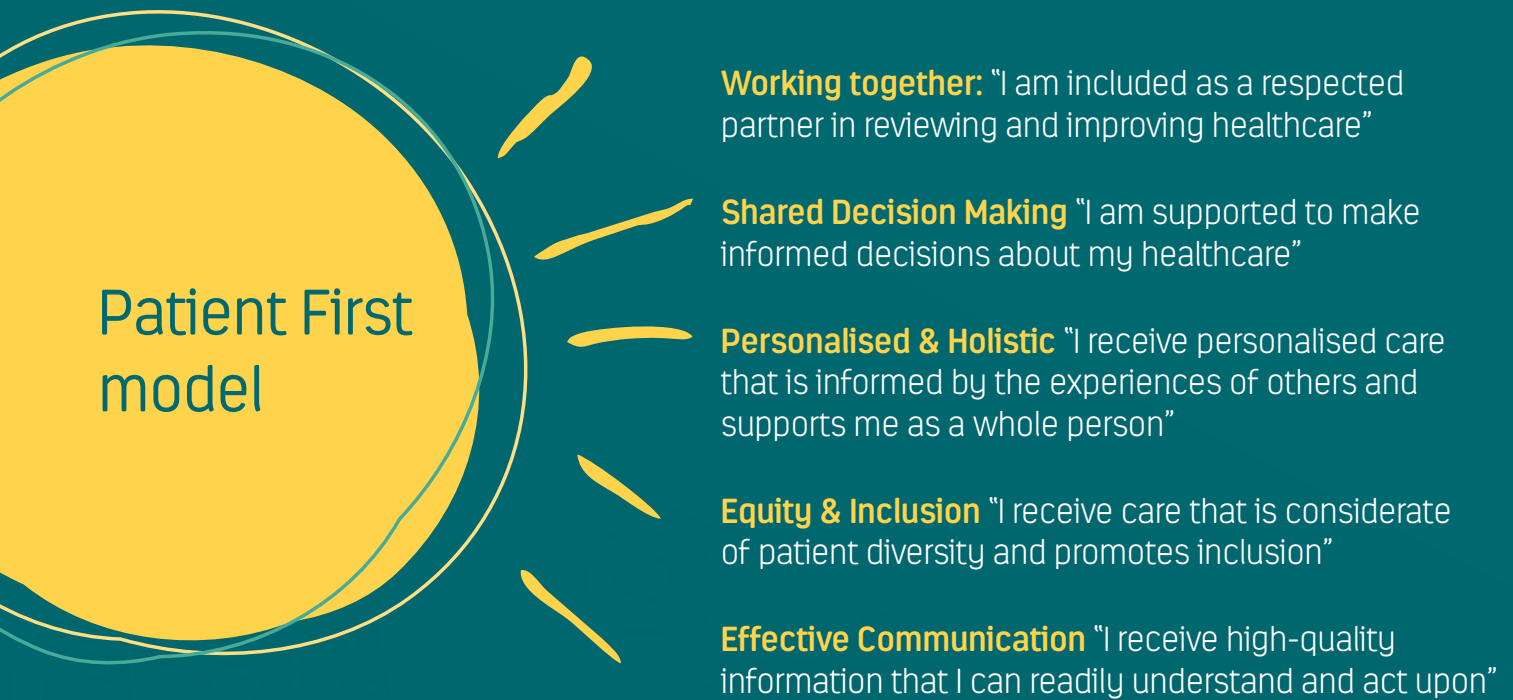 Patient First
model
Working together: “I am included as a respected
partner in reviewing and improving healthcare”
Shared Decision Making “I am supported to make
informed decisions about my healthcare”
Personalised & Holistic “I receive personalised care
that is informed by the experiences of others and
supports me as a whole person”
Equity & Inclusion “I receive care that is considerate
of patient diversity and promotes inclusion”
Effective Communication “I receive high-quality
information that I can readily understand and act upon”